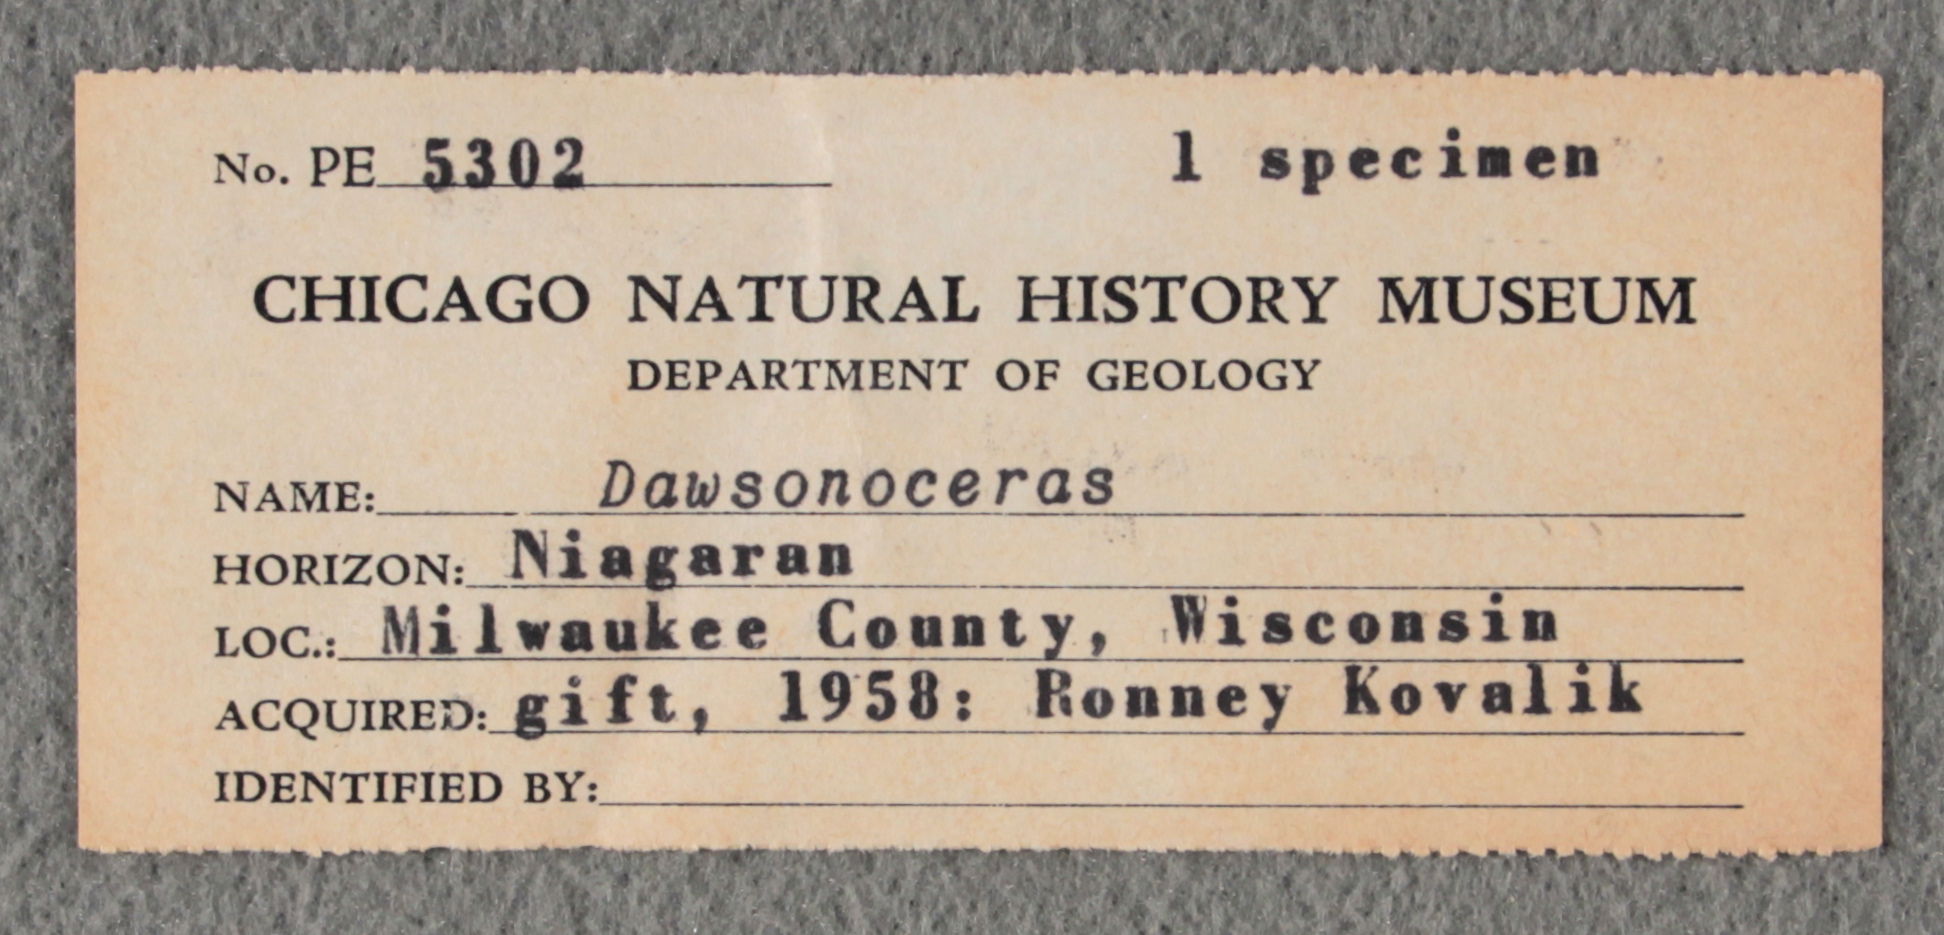 No. PE 5302 1 specimen
CHICAGO NATURAL HISTORY MUSEUM
DEPARTMENT OF GEOLOGY
NAME: Dawsonoceras
HORIZON: Niagaran
LOC.: Milwaukee County, Wisconsin
ACQUIRED: gift, 1958: Ronney Kovalik
IDENTIFIED BY: